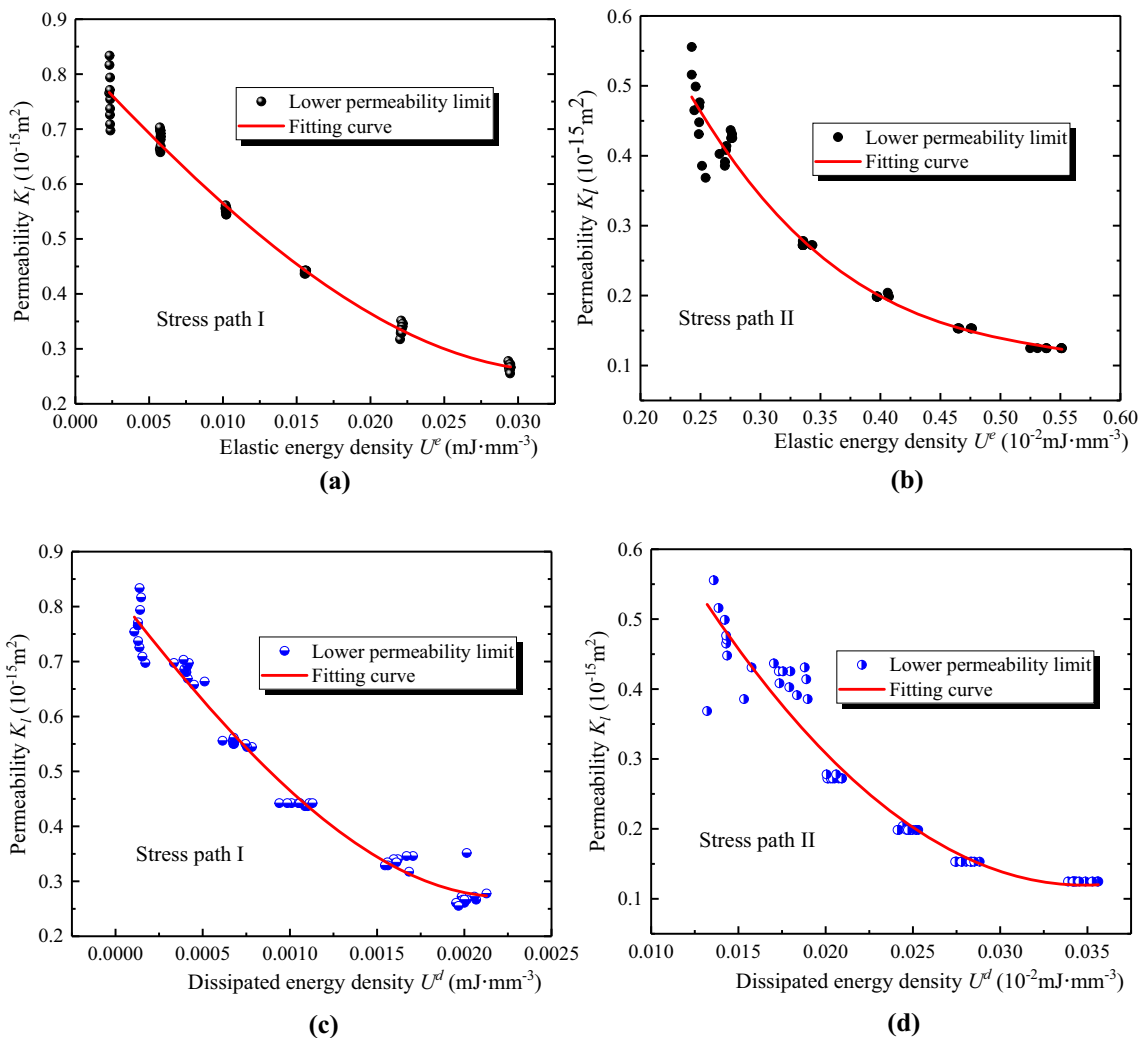 0.9
0.8
0.7
0.6
0.5
0.4
0.3
0.2
Permeability K_l (10^-15 m^2)
Lower permeability limit
Fitting curve
Stress path I
0.000 0.005 0.010 0.015 0.020 0.025 0.030
Elastic energy density U^e (mJ·mm^-3)
(a)
0.6
0.5
0.4
0.3
0.2
0.1
Permeability K_l (10^-15 m^2)
Lower permeability limit
Fitting curve
Stress path II
0.20 0.25 0.30 0.35 0.40 0.45 0.50 0.55 0.60
Elastic energy density U^e (10^-2 mJ·mm^-3)
(b)
0.9
0.8
0.7
0.6
0.5
0.4
0.3
0.2
Permeability K_l (10^-15 m^2)
Lower permeability limit
Fitting curve
Stress path I
0.0000 0.0005 0.0010 0.0015 0.0020 0.0025
Dissipated energy density U^d (mJ·mm^-3)
(c)
0.6
0.5
0.4
0.3
0.2
0.1
Permeability K_l (10^-15 m^2)
Lower permeability limit
Fitting curve
Stress path II
0.010 0.015 0.020 0.025 0.030 0.035
Dissipated energy density U^d (10^-2 mJ·mm^-3)
(d)